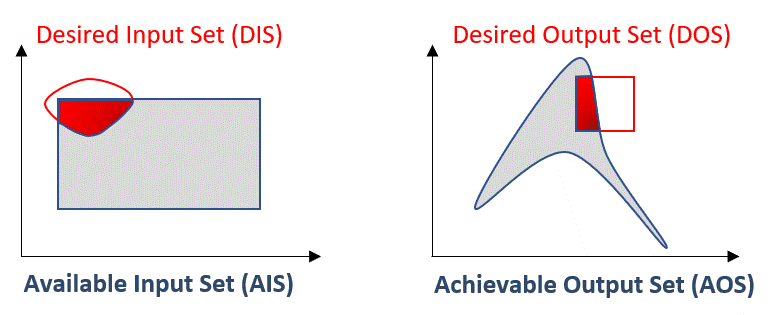 Desired Input Set (DIS)
Desired Output Set (DOS)
Available Input Set (AIS)
Achievable Output Set (AOS)